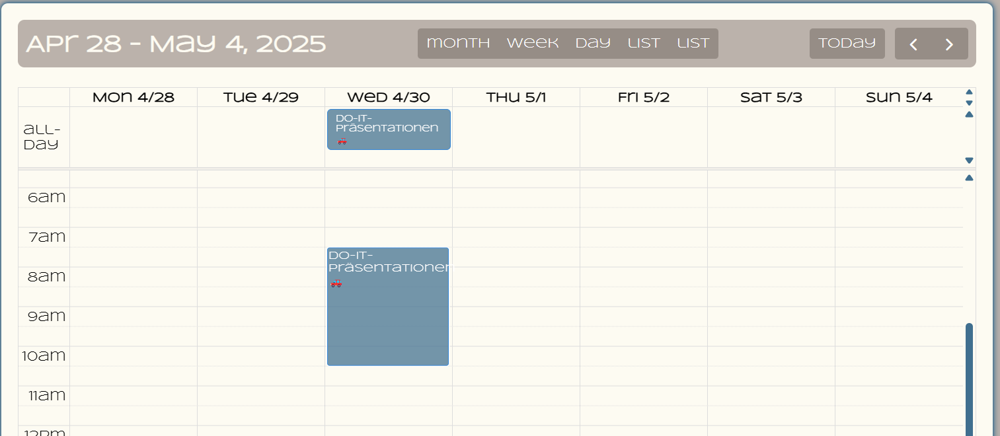 Apr 28 – May 4, 2025
month week day list list
today
Mon 4/28 Tue 4/29 Wed 4/30 Thu 5/1 Fri 5/2 Sat 5/3 Sun 5/4
all-
day
DO-IT-
Präsentationen
6am
7am
DO-IT-
Präsentationen
8am
9am
10am
11am
12pm